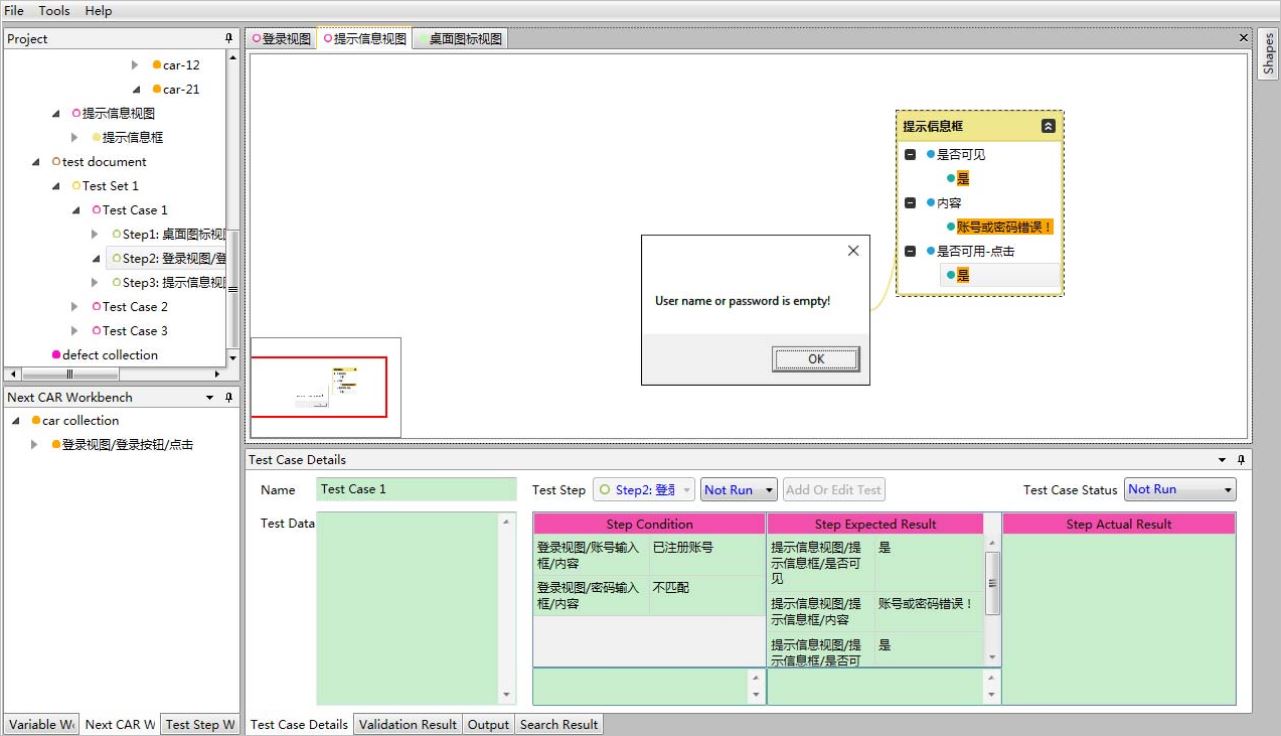 File Tools Help
Project
car-12
car-21
提示信息视图
提示信息框
test document
Test Set 1
Test Case 1
Step1: 桌面图标视图
Step2: 登录视图/登
Step3: 提示信息视图
Test Case 2
Test Case 3
defect collection
Next CAR Workbench
car collection
登录视图/登录按钮/点击
Variable W
Next CAR W
Test Step W
登录视图 提示信息视图 桌面图标视图
Shapes
提示信息框
是否可见
是
内容
账号或密码错误！
是否可用-点击
是
User name or password is empty!
OK
Test Case Details
Name Test Case 1 Test Step Step2: 登录 Not Run Add Or Edit Test Test Case Status Not Run
Test Data
Step Condition Step Expected Result Step Actual Result
登录视图/账号输入 已注册账号
框/内容
登录视图/密码输入 不匹配
框/内容
提示信息视图/提 是
示信息框/是否可
见
提示信息视图/提 账号或密码错误！
示信息框/内容
提示信息视图/提 是
示信息框/是否可
Test Case Details Validation Result Output Search Result